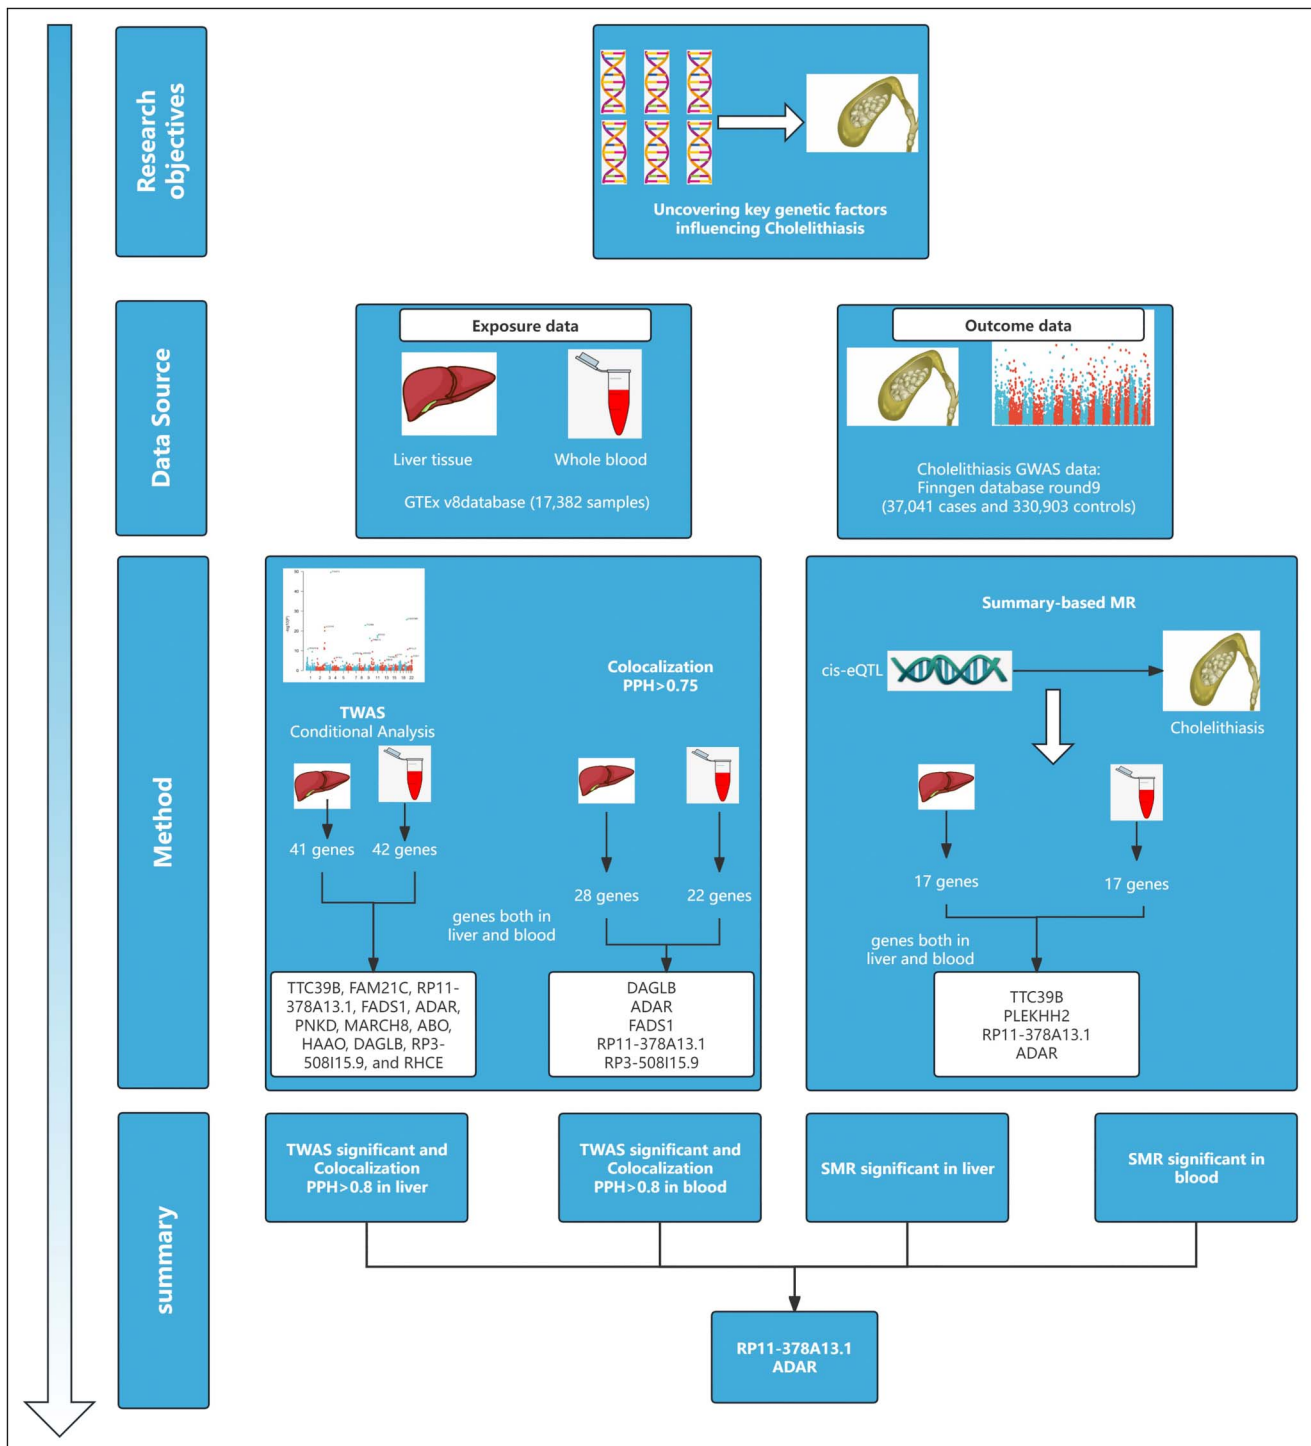 Research
objectives
Uncovering key genetic factors
influencing Cholelithiasis
Data Source
Exposure data
Liver tissue
Whole blood
GTEx v8database (17,382 samples)
Outcome data
Cholelithiasis GWAS data:
Finngen database round9
(37,041 cases and 330,903 controls)
Method
TWAS
Conditional Analysis
41 genes
42 genes
Colocalization
PPH>0.75
28 genes
22 genes
genes both in
liver and blood
TTC39B, FAM21C, RP11-
378A13.1, FADS1, ADAR,
PNKD, MARCH8, ABO,
HAAO, DAGLB, RP3-
508I15.9, and RHCE
DAGLB
ADAR
FADS1
RP11-378A13.1
RP3-508I15.9
Summary-based MR
cis-eQTL
Cholelithiasis
17 genes
17 genes
genes both in
liver and blood
TTC39B
PLEKHH2
RP11-378A13.1
ADAR
summary
TWAS significant and
Colocalization
PPH>0.8 in liver
TWAS significant and
Colocalization
PPH>0.8 in blood
SMR significant in liver
SMR significant in
blood
RP11-378A13.1
ADAR